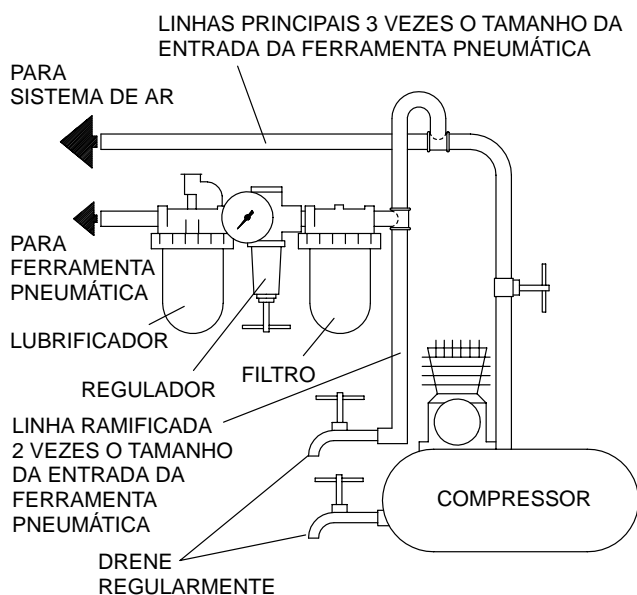 LINHAS PRINCIPAIS 3 VEZES O TAMANHO DA
ENTRADA DA FERRAMENTA PNEUMÁTICA
PARA
SISTEMA DE AR
PARA
FERRAMENTA
PNEUMÁTICA
LUBRIFICADOR
REGULADOR
FILTRO
LINHA RAMIFICADA
2 VEZES O TAMANHO
DA ENTRADA DA
FERRAMENTA
PNEUMÁTICA
COMPRESSOR
DRENE
REGULARMENTE